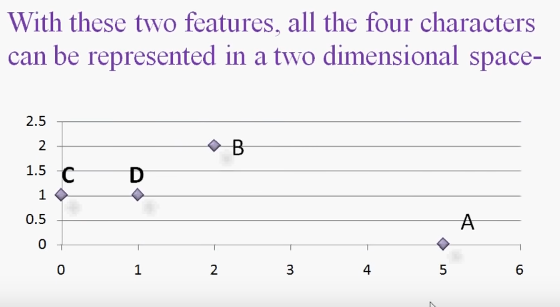 With these two features, all the four characters
can be represented in a two dimensional space-
2.5
2
B
1.5
C
D
1
0.5
A
0
0 1 2 3 4 5 6